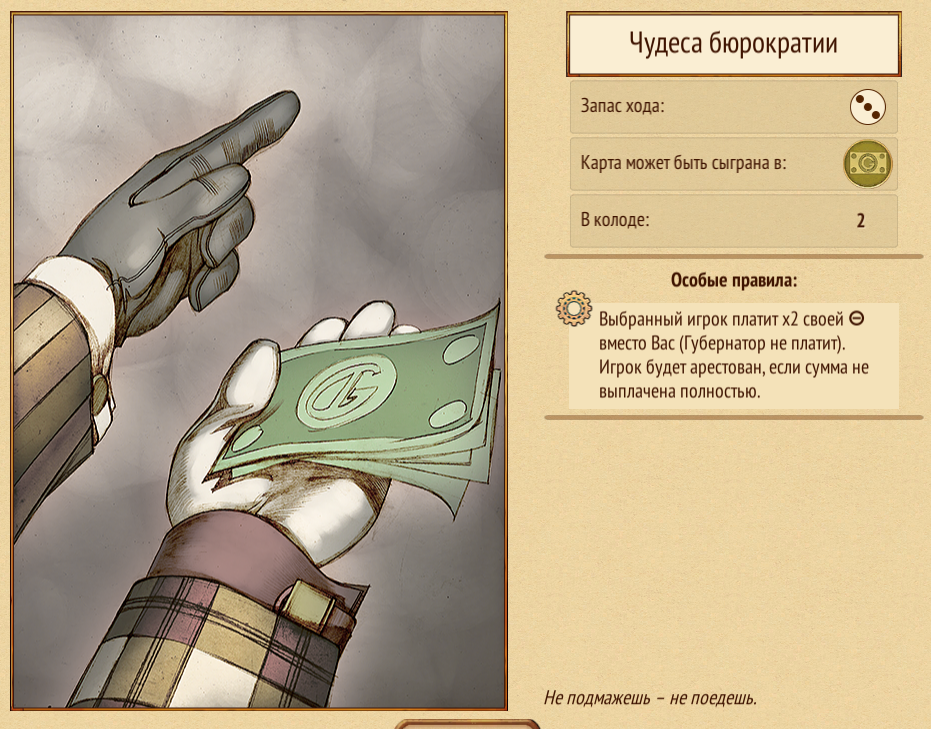 Чудеса бюрократии
Запас хода:
Карта может быть сыграна в:
В колоде: 2
Особые правила:
Выбранный игрок платит x2 своей ⊖
вместо Вас (Губернатор не платит).
Игрок будет арестован, если сумма не
выплачена полностью.
Не подмажешь – не поедешь.